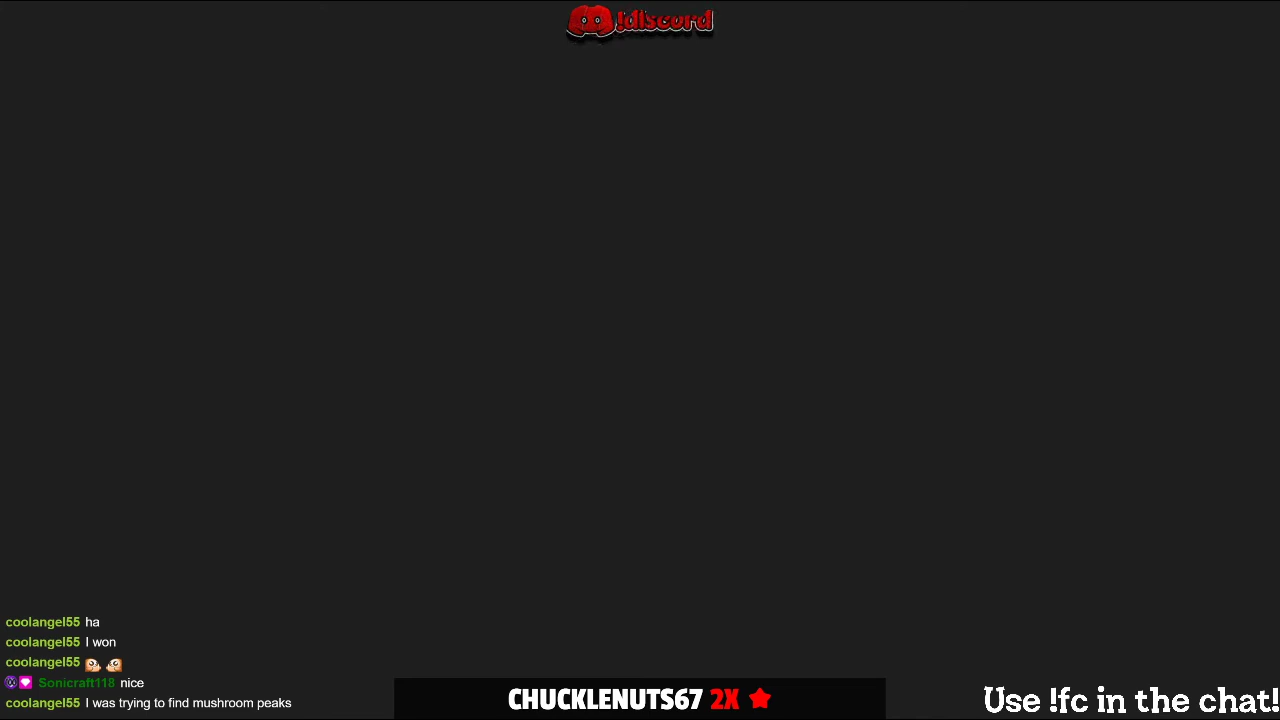 !discord
coolangel55 ha
coolangel55 I won
coolangel55
Sonicraft118 nice
coolangel55 I was trying to find mushroom peaks
CHUCKLENUTS67 2X
Use !fc in the chat!